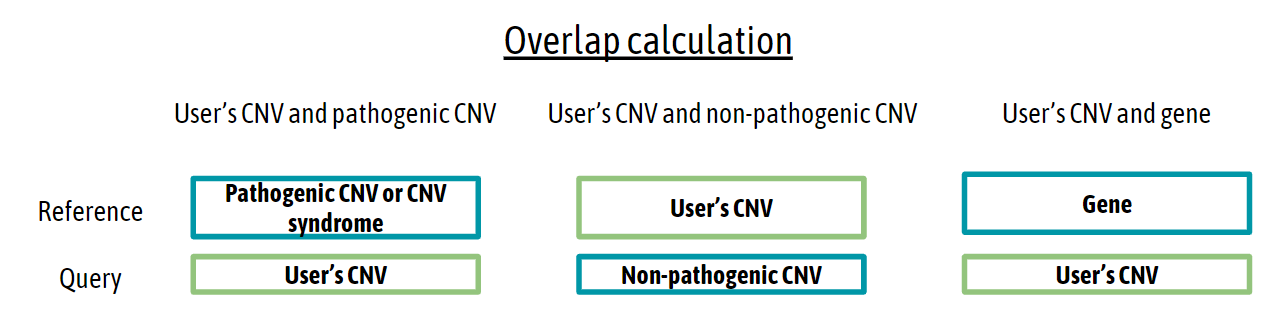 Overlap calculation
User’s CNV and pathogenic CNV
User’s CNV and non-pathogenic CNV
User’s CNV and gene
Reference
Pathogenic CNV or CNV
syndrome
User’s CNV
Gene
Query
User’s CNV
Non-pathogenic CNV
User’s CNV